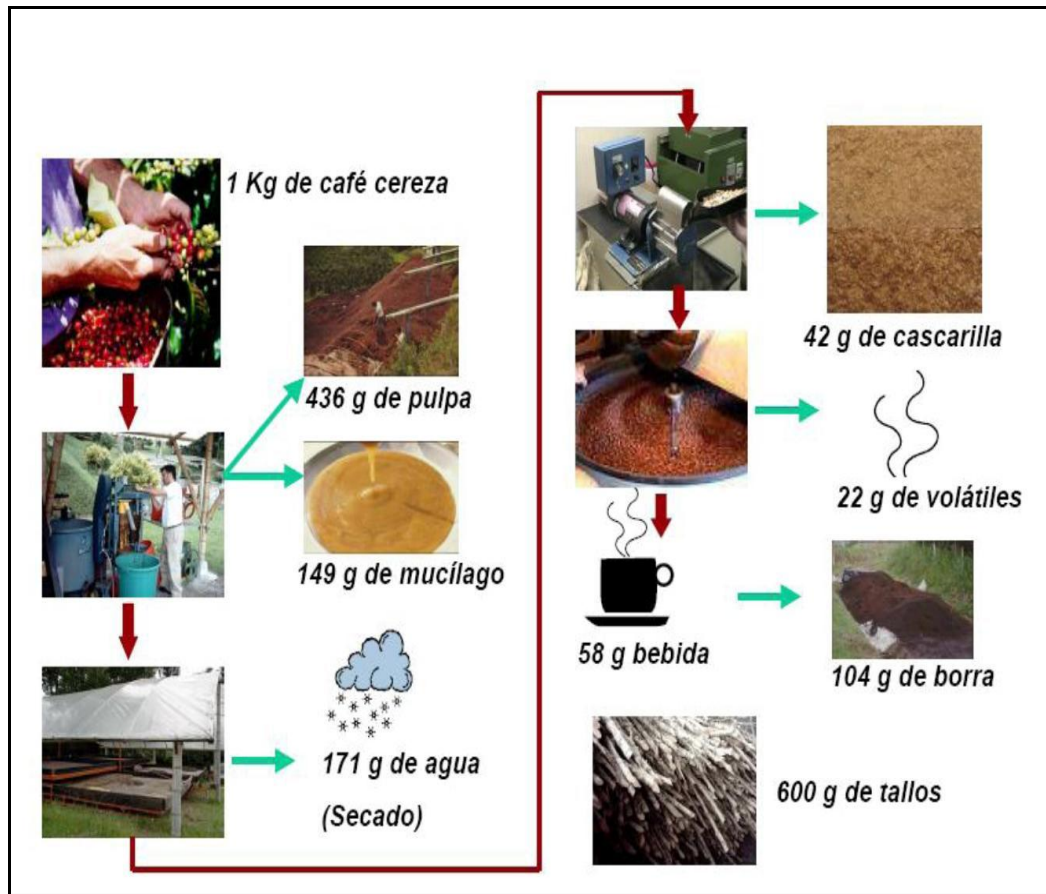 1 Kg de café cereza
436 g de pulpa
149 g de mucílago
171 g de agua
(Secado)
42 g de cascarilla
22 g de volátiles
58 g bebida
104 g de borra
600 g de tallos